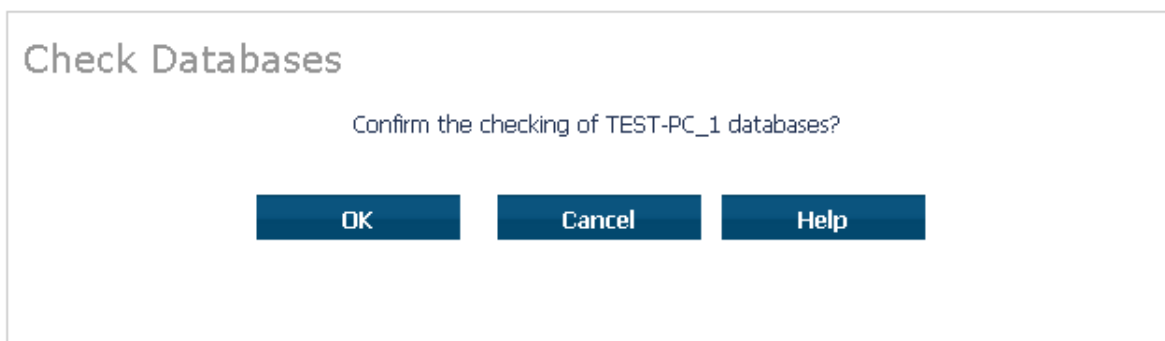 Check Databases
Confirm the checking of TEST-PC_1 databases?
OK Cancel Help